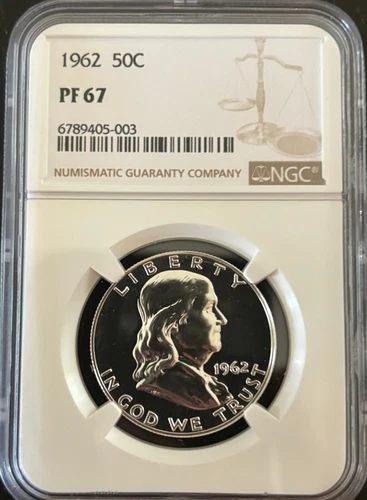 1962 50C
PF 67
6789405-003
NUMISMATIC GUARANTY COMPANY
NGC®
LIBERTY
1962
IN GOD WE TRUST